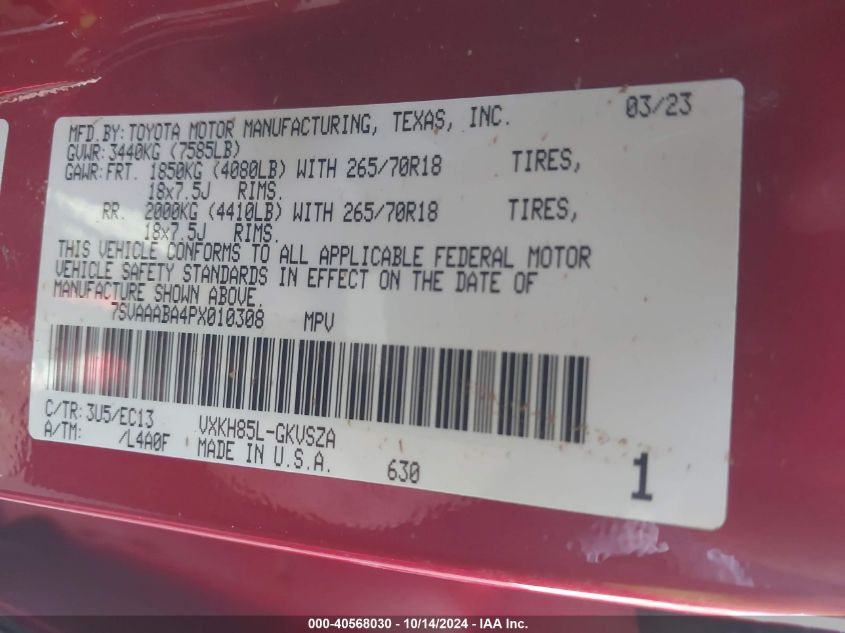 MFD.BY: TOYOTA MOTOR MANUFACTURING, TEXAS, INC. 03/23
GVWR: 3440KG (7585LB)
GAWR: FRT. 1850KG (4080LB) WITH 265/70R18 TIRES,
18x7.5J RIMS.
RR. 2000KG (4410LB) WITH 265/70R18 TIRES,
18x7.5J RIMS.
THIS VEHICLE CONFORMS TO ALL APPLICABLE FEDERAL MOTOR
VEHICLE SAFETY STANDARDS IN EFFECT ON THE DATE OF
MANUFACTURE SHOWN ABOVE.
7SVAAABA4PX010308 MPV
C/TR: 3U5/EC13 VXKH85L-GKVSZA
A/TM: /L4A0F MADE IN U.S.A. 630 1
000-40568030 - 10/14/2024 - IAA Inc.